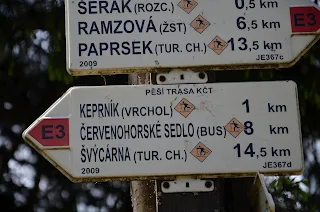 ŠERÁK (ROZC.) 0,5 km
RAMZOVÁ (ŽST) 6,5 km
PAPRSEK (TUR. CH.) 13,5 km
E3
2009 JE367c
PĚŠÍ TRASA KČT
KEPRNÍK (VRCHOL) 1 km
ČERVENOHORSKÉ SEDLO (BUS) 8 km
E3
ŠVÝCÁRNA (TUR. CH.) 14,5 km
2009 JE367d